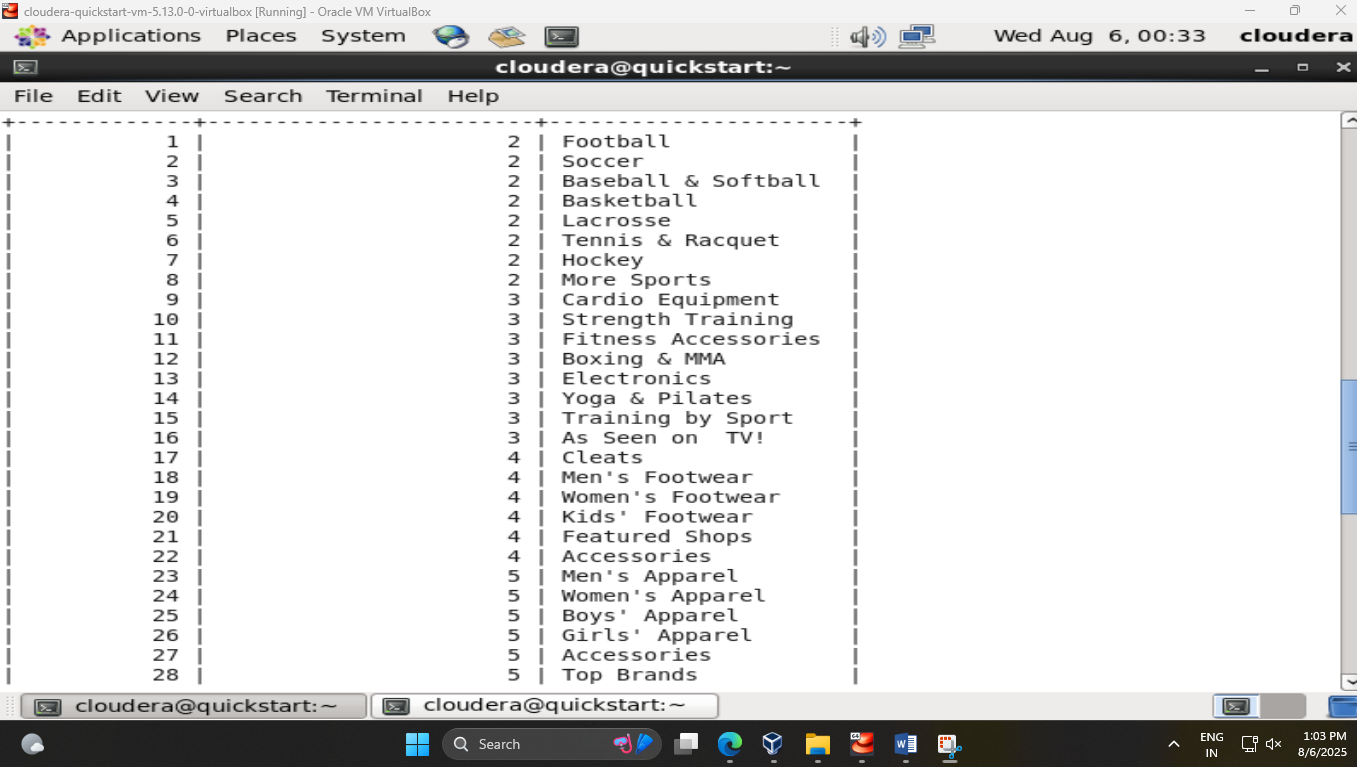 cloudera-quickstart-vm-5.13.0-0-virtualbox [Running] - Oracle VM VirtualBox
Applications Places System Wed Aug 6, 00:33 cloudera
cloudera@quickstart:~
File Edit View Search Terminal Help
+--------------+------------------------+----------------------+
| 1 | 2 | Football |
| 2 | 2 | Soccer |
| 3 | 2 | Baseball & Softball |
| 4 | 2 | Basketball |
| 5 | 2 | Lacrosse |
| 6 | 2 | Tennis & Racquet |
| 7 | 2 | Hockey |
| 8 | 2 | More Sports |
| 9 | 3 | Cardio Equipment |
| 10 | 3 | Strength Training |
| 11 | 3 | Fitness Accessories |
| 12 | 3 | Boxing & MMA |
| 13 | 3 | Electronics |
| 14 | 3 | Yoga & Pilates |
| 15 | 3 | Training by Sport |
| 16 | 3 | As Seen on  TV! |
| 17 | 4 | Cleats |
| 18 | 4 | Men's Footwear |
| 19 | 4 | Women's Footwear |
| 20 | 4 | Kids' Footwear |
| 21 | 4 | Featured Shops |
| 22 | 4 | Accessories |
| 23 | 5 | Men's Apparel |
| 24 | 5 | Women's Apparel |
| 25 | 5 | Boys' Apparel |
| 26 | 5 | Girls' Apparel |
| 27 | 5 | Accessories |
| 28 | 5 | Top Brands |
cloudera@quickstart:~ cloudera@quickstart:~
Search
ENG
IN
1:03 PM
8/6/2025